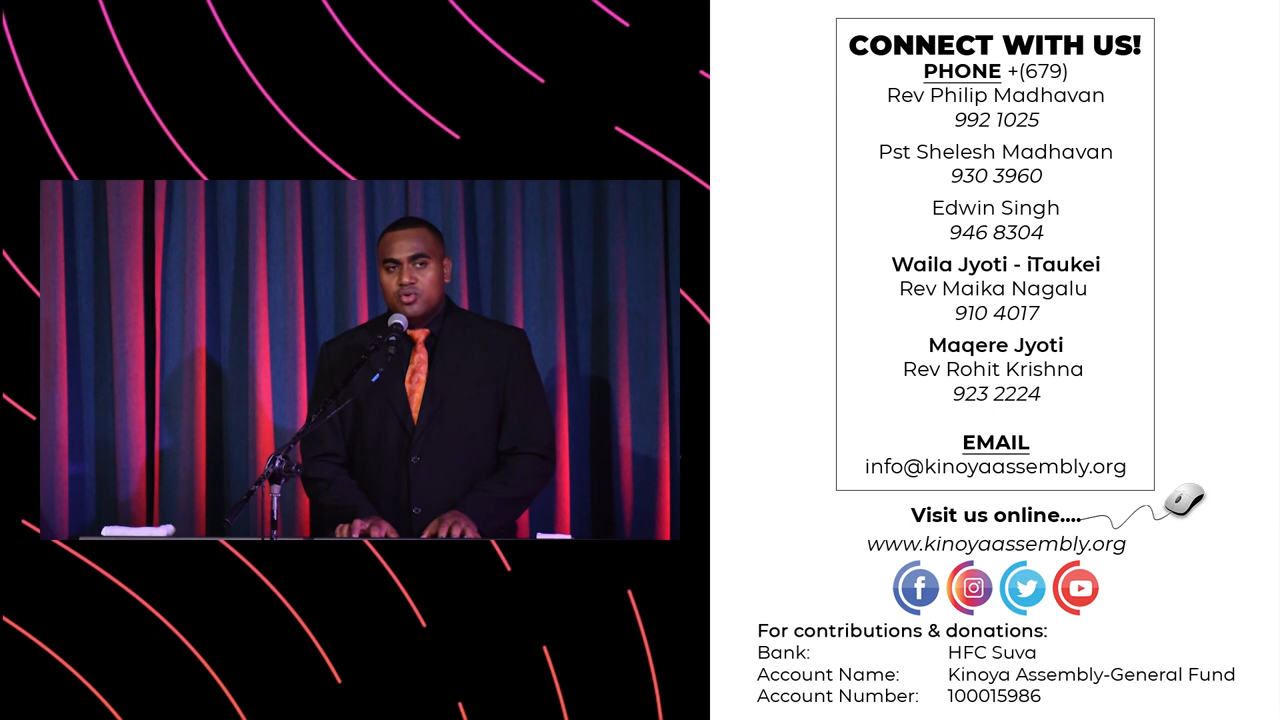 CONNECT WITH US!
PHONE +(679)
Rev Philip Madhavan
992 1025
Pst Shelesh Madhavan
930 3960
Edwin Singh
946 8304
Waila Jyoti - iTaukei
Rev Maika Nagalu
910 4017
Maqere Jyoti
Rev Rohit Krishna
923 2224
EMAIL
info@kinoyaassembly.org
Visit us online....
www.kinoyaassembly.org
For contributions & donations:
Bank: HFC Suva
Account Name: Kinoya Assembly-General Fund
Account Number: 100015986